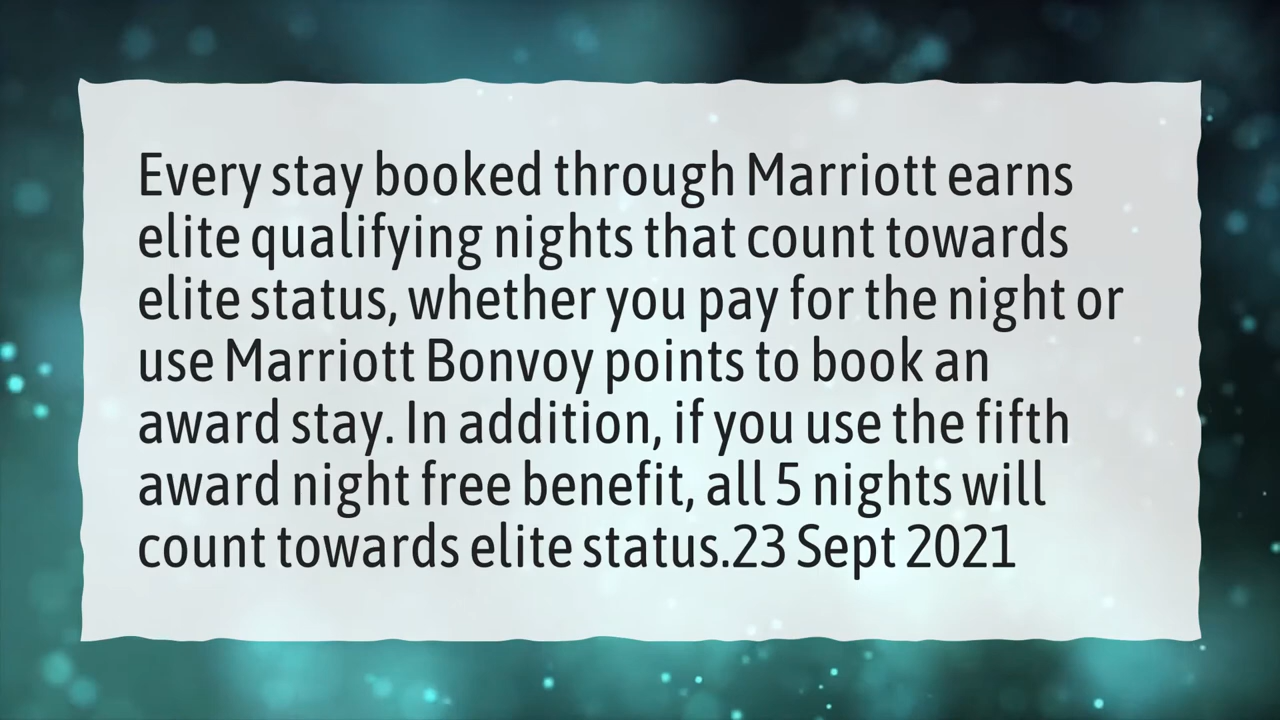 Every stay booked through Marriott earns
elite qualifying nights that count towards
elite status, whether you pay for the night or
use Marriott Bonvoy points to book an
award stay. In addition, if you use the fifth
award night free benefit, all 5 nights will
count towards elite status.23 Sept 2021